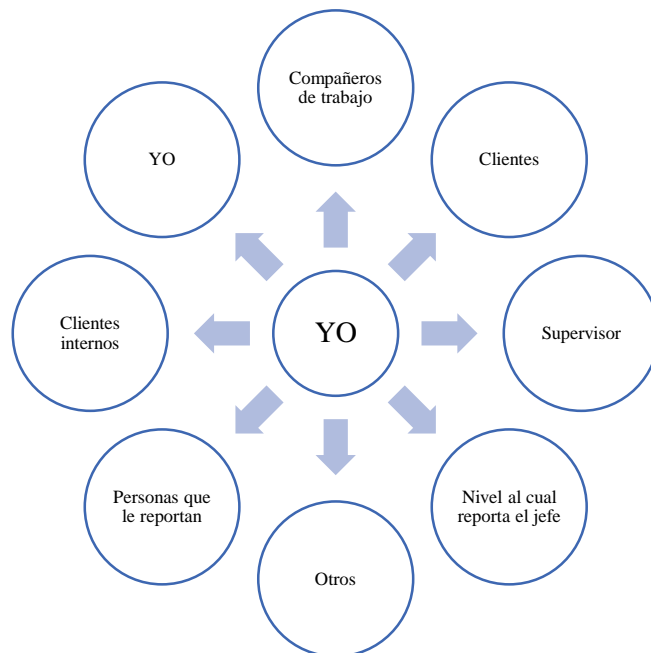 Compañeros
de trabajo
YO
Clientes
Clientes
internos
YO
Supervisor
Personas que
le reportan
Nivel al cual
reporta el jefe
Otros